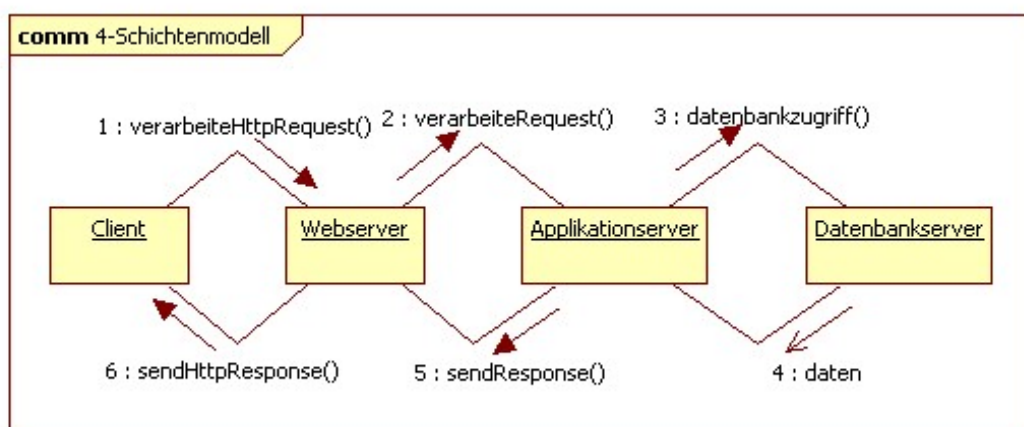 comm 4-Schichtenmodell
1 : verarbeiteHttpRequest()
2 : verarbeiteRequest()
3 : datenbankzugriff()
Client
Webserver
Applikationserver
Datenbankserver
6 : sendHttpResponse()
5 : sendResponse()
4 : daten